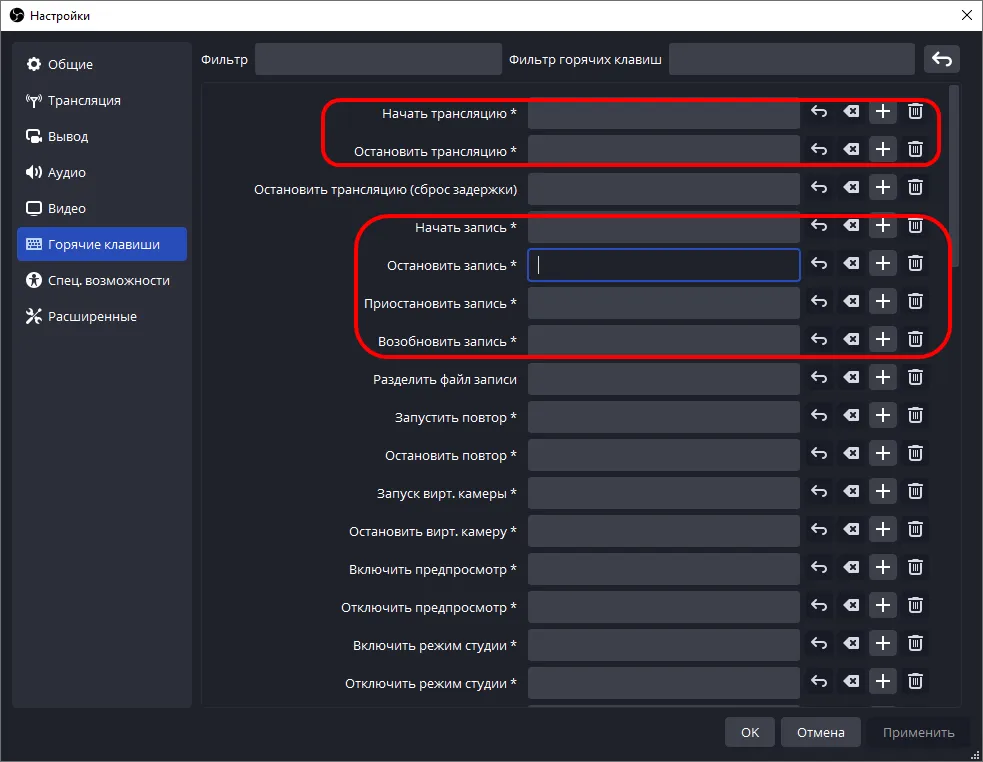 Настройки
Общие
Трансляция
Вывод
Аудио
Видео
Горячие клавиши
Спец. возможности
Расширенные
Фильтр
Фильтр горячих клавиш
Начать трансляцию *
Остановить трансляцию *
Остановить трансляцию (сброс задержки)
Начать запись *
Остановить запись *
Приостановить запись *
Возобновить запись *
Разделить файл записи
Запустить повтор *
Остановить повтор *
Запуск вирт. камеры *
Остановить вирт. камеру *
Включить предпросмотр *
Отключить предпросмотр *
Включить режим студии *
Отключить режим студии *
OK
Отмена
Применить